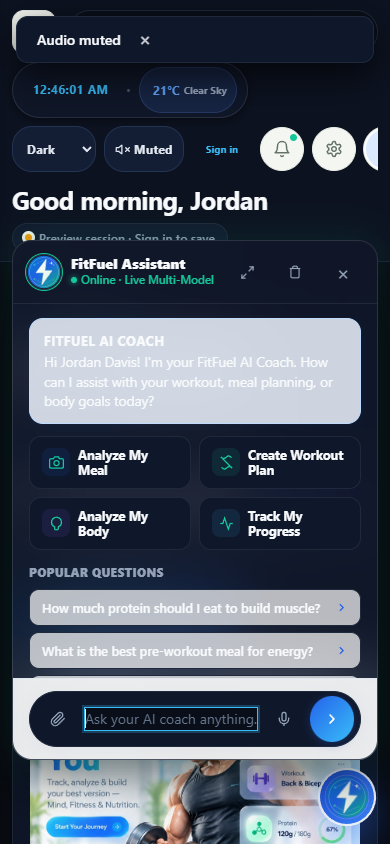 Audio muted ×
12:46:01 AM • 21°C Clear Sky
Dark Muted Sign in
Good morning, Jordan
Preview session · Sign in to save
FitFuel Assistant
Online · Live Multi-Model
FITFUEL AI COACH
Hi Jordan Davis! I'm your FitFuel AI Coach. How
can I assist with your workout, meal planning, or
body goals today?
Analyze My
Meal
Create Workout
Plan
Analyze My
Body
Track My
Progress
POPULAR QUESTIONS
How much protein should I eat to build muscle?
What is the best pre-workout meal for energy?
Ask your AI coach anything.
You
Track, analyze & build
your best version —
Mind, Fitness & Nutrition.
Start Your Journey
Workout
Back & Bicep
Protein
120g / 180g
67%